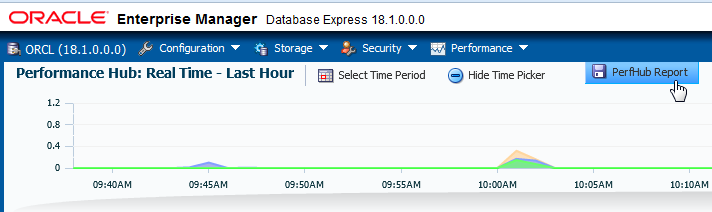 ORACLE Enterprise Manager Database Express 18.1.0.0.0
ORCL (18.1.0.0.0) Configuration Storage Security Performance
Performance Hub: Real Time - Last Hour Select Time Period Hide Time Picker PerfHub Report
1.2
0.8
0.4
0
09:40AM 09:45AM 09:50AM 09:55AM 10:00AM 10:05AM 10:10AM